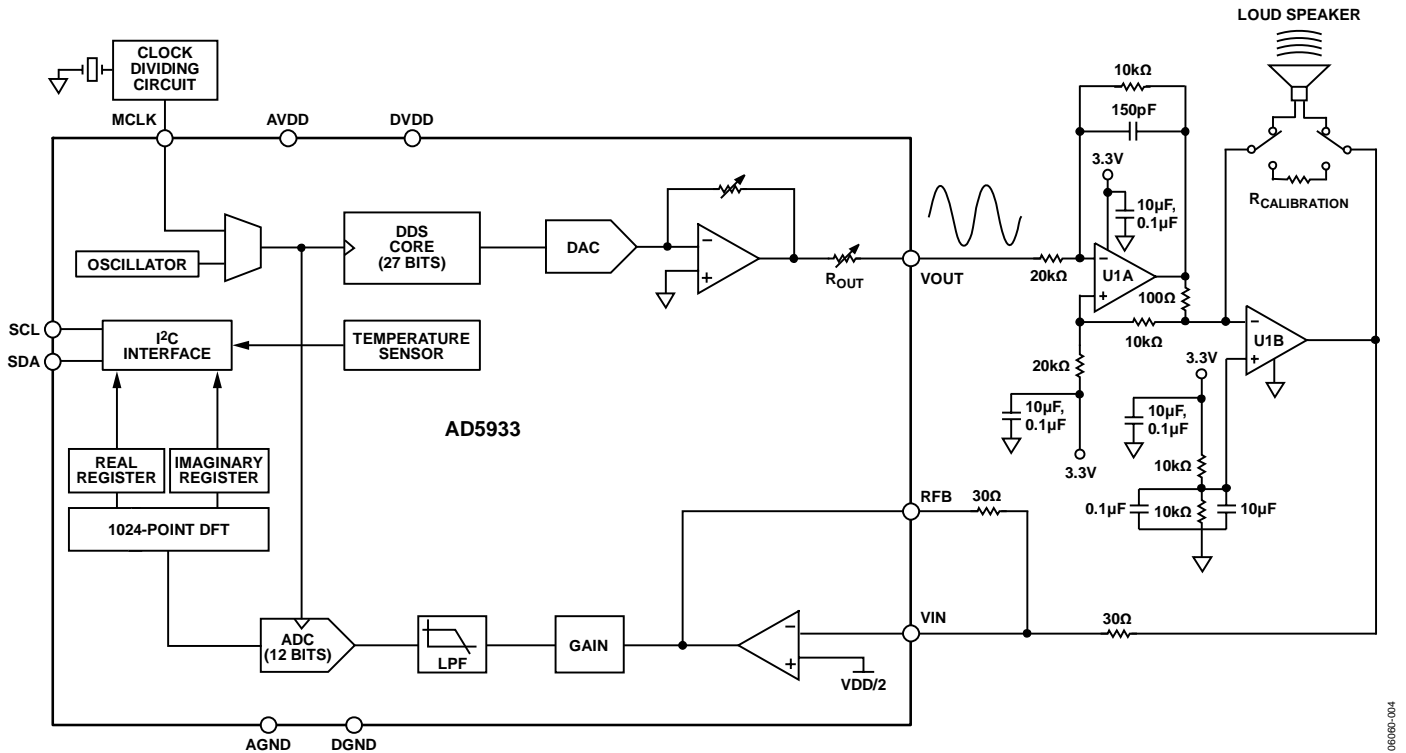 LOUD SPEAKER
CLOCK
DIVIDING
CIRCUIT
MCLK
AVDD
DVDD
10kΩ
150pF
3.3V
10µF,
0.1µF
RCALIBRATION
OSCILLATOR
DDS
CORE
(27 BITS)
DAC
ROUT
VOUT
20kΩ
U1A
100Ω
SCL
SDA
I2C
INTERFACE
TEMPERATURE
SENSOR
10kΩ
U1B
20kΩ
3.3V
10µF,
0.1µF
10µF,
0.1µF
3.3V
10kΩ
AD5933
REAL
REGISTER
IMAGINARY
REGISTER
1024-POINT DFT
RFB
30Ω
0.1µF
10kΩ
10µF
VIN
30Ω
ADC
(12 BITS)
LPF
GAIN
VDD/2
AGND
DGND
06060-004